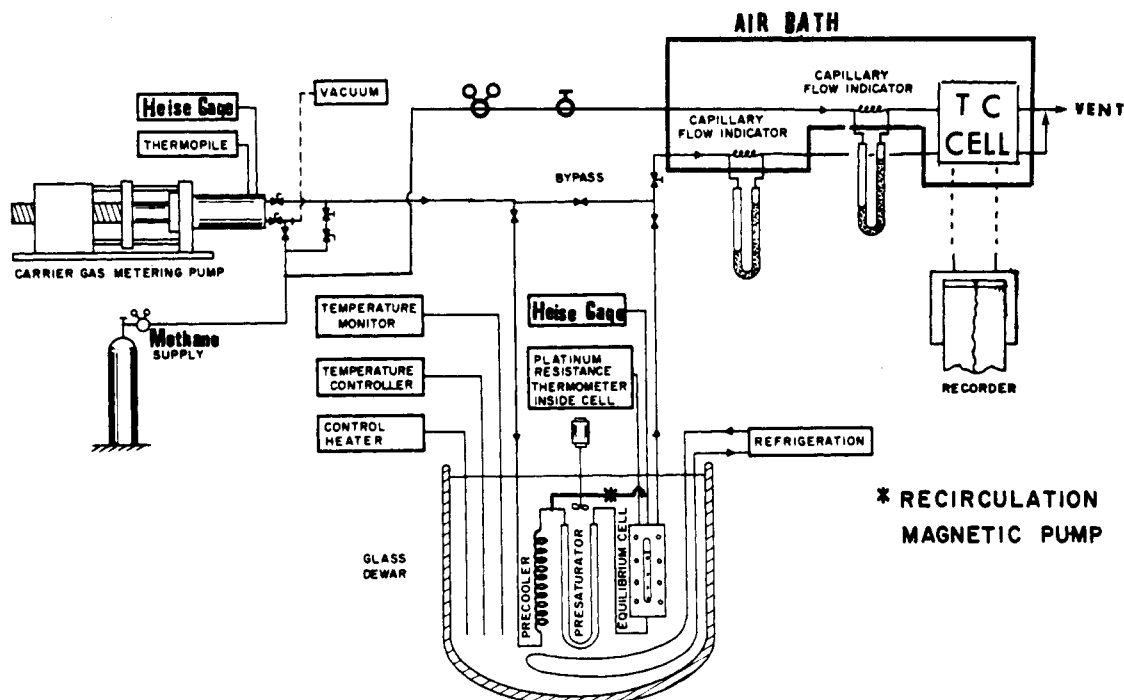 AIR BATH
CAPILLARY
FLOW INDICATOR
VACUUM
Heise Gage
THERMOPILE
CAPILLARY
FLOW INDICATOR
T C
CELL
VENT
BYPASS
CARRIER GAS METERING PUMP
TEMPERATURE
MONITOR
Heise Gage
Methane
SUPPLY
PLATINUM
RESISTANCE
THERMOMETER
INSIDE CELL
TEMPERATURE
CONTROLLER
RECORDER
CONTROL
HEATER
REFRIGERATION
* RECIRCULATION
MAGNETIC PUMP
GLASS
DEWAR
PRECOOLER
PRESATURATOR
EQUILIBRIUM CELL